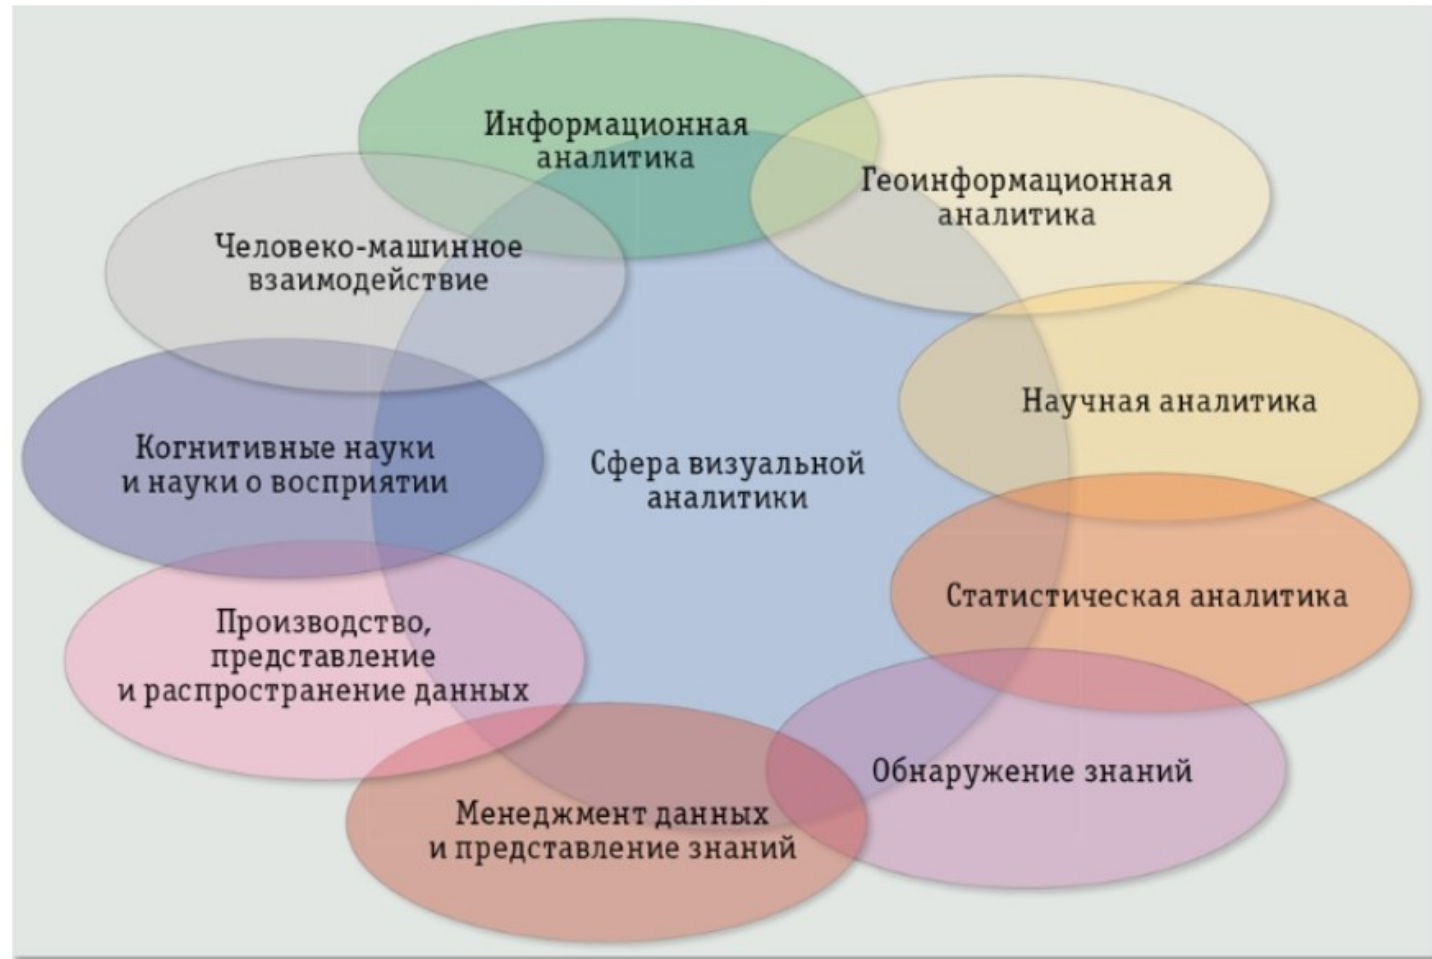 Информационная
аналитика
Геоинформационная
аналитика
Человеко-машинное
взаимодействие
Научная аналитика
Когнитивные науки
и науки о восприятии
Сфера визуальной
аналитики
Статистическая аналитика
Производство,
представление
и распространение данных
Обнаружение знаний
Менеджмент данных
и представление знаний